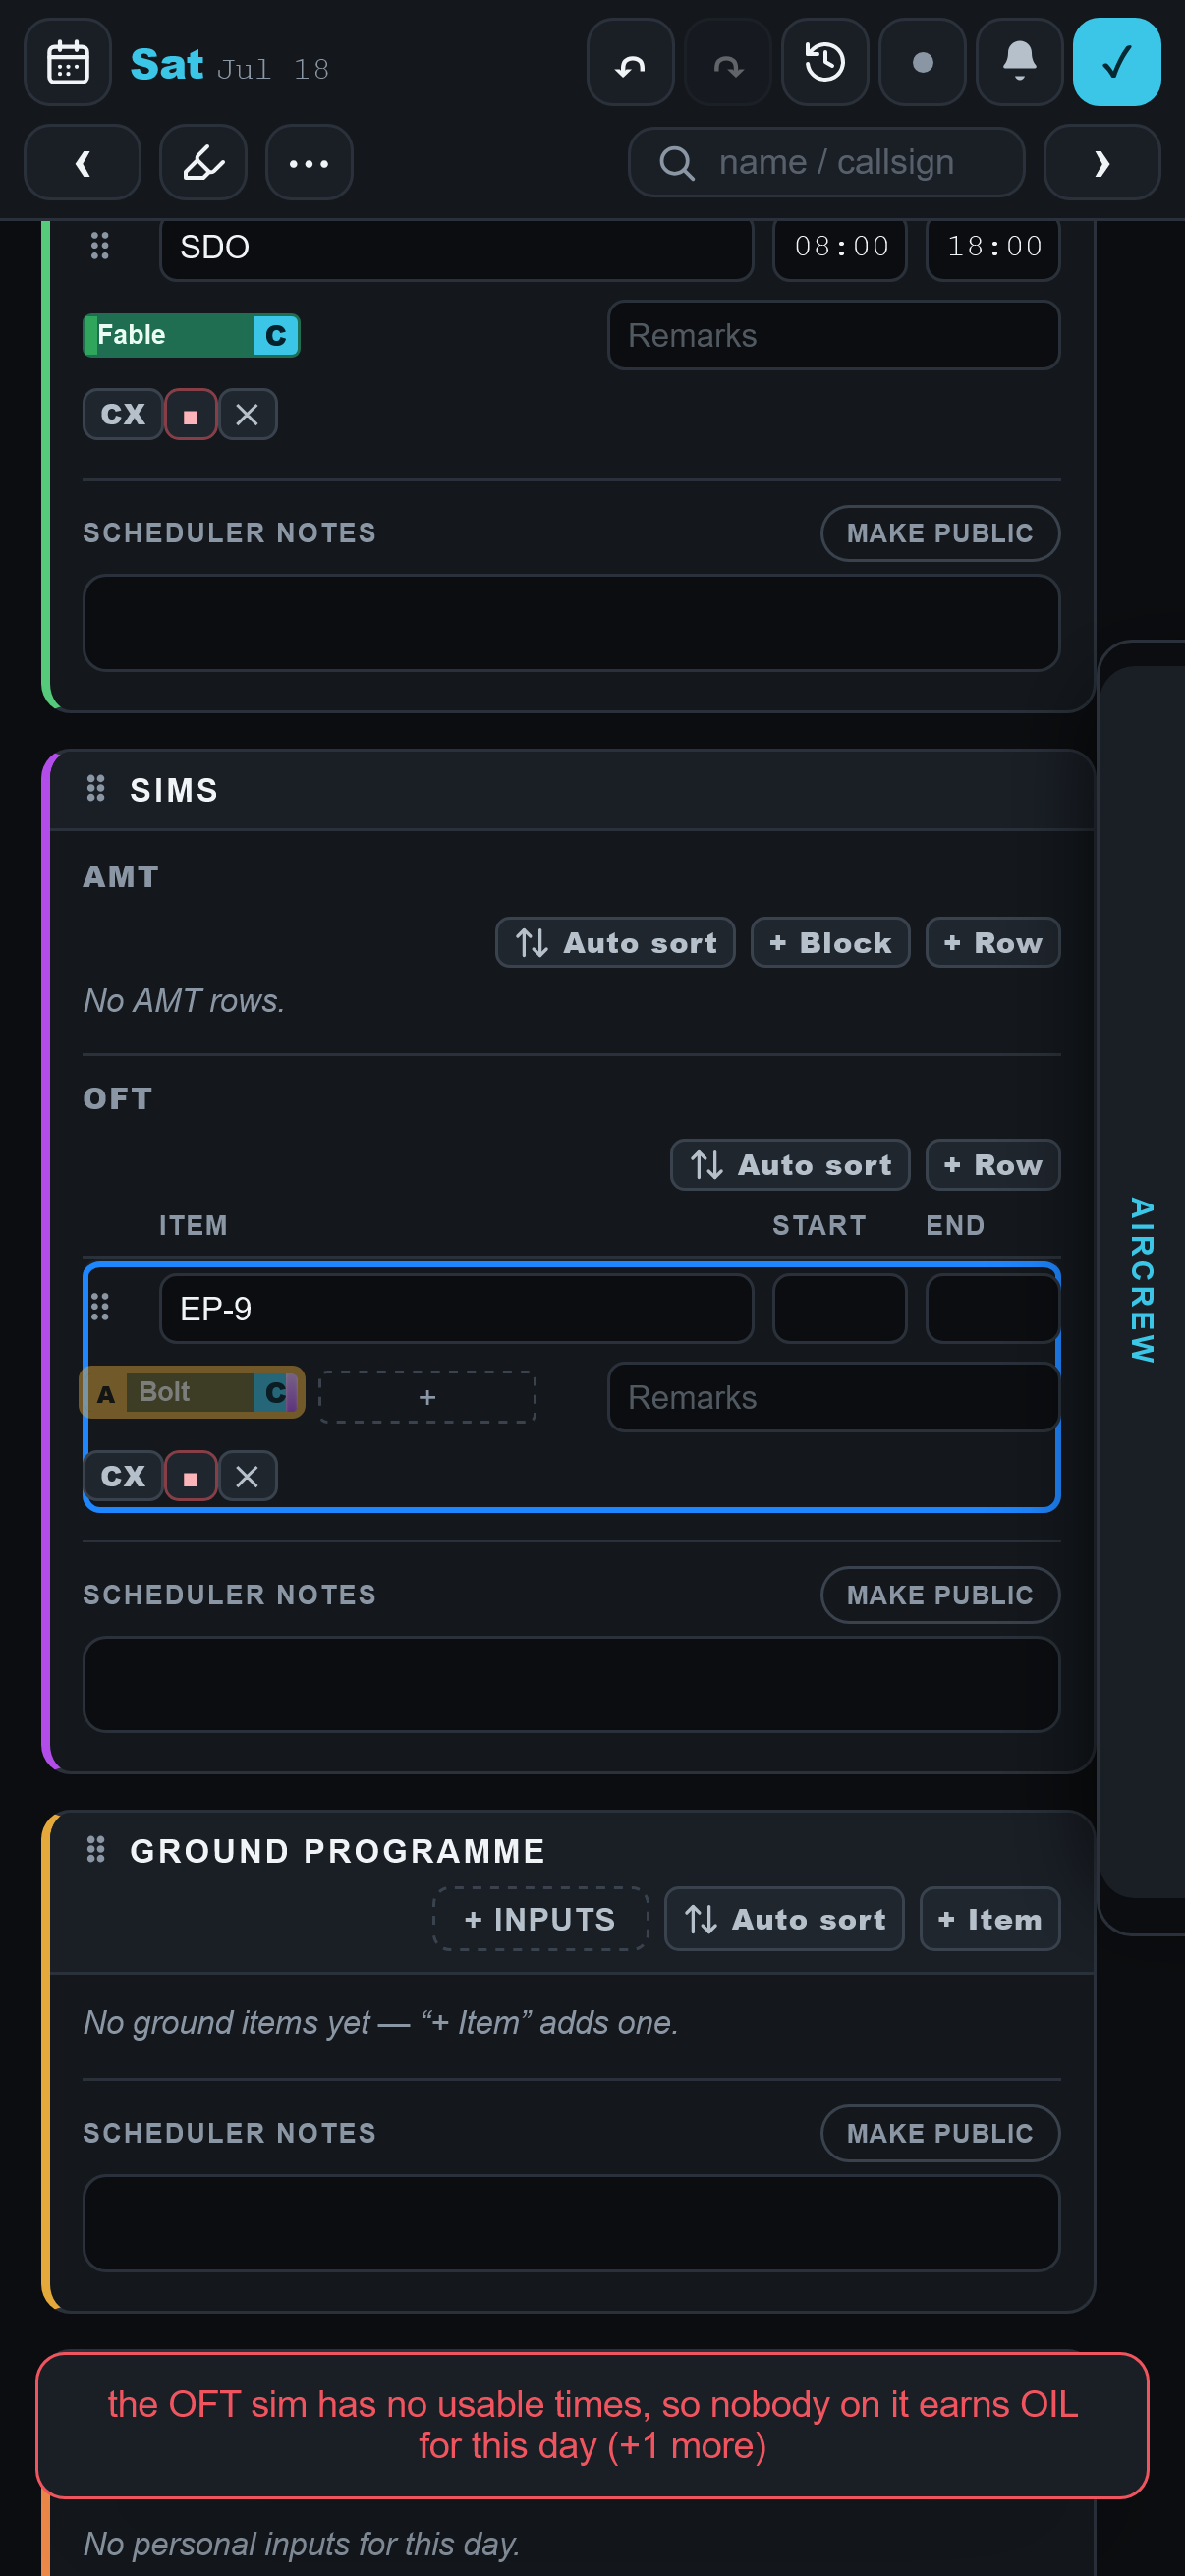 Sat Jul 18
name / callsign
SDO 08:00 18:00
Fable C Remarks
CX
SCHEDULER NOTES MAKE PUBLIC
SIMS
AMT
Auto sort + Block + Row
No AMT rows.
OFT
Auto sort + Row
ITEM START END
EP-9
A Bolt C + Remarks
CX
SCHEDULER NOTES MAKE PUBLIC
GROUND PROGRAMME
+ INPUTS Auto sort + Item
No ground items yet — “+ Item” adds one.
SCHEDULER NOTES MAKE PUBLIC
the OFT sim has no usable times, so nobody on it earns OIL
for this day (+1 more)
No personal inputs for this day.
AIRCREW